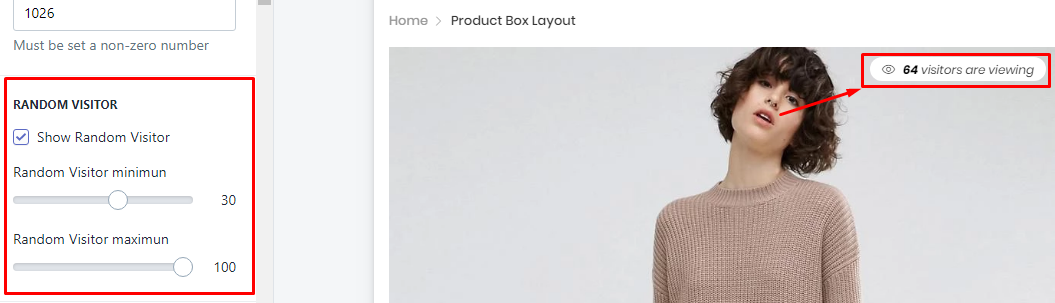 1026
Must be set a non-zero number
RANDOM VISITOR
Show Random Visitor
Random Visitor minimun
30
Random Visitor maximun
100
Home > Product Box Layout
64 visitors are viewing